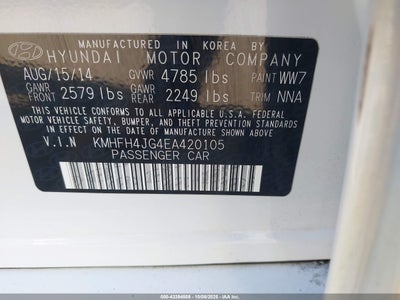 MANUFACTURED IN KOREA BY
HYUNDAI MOTOR COMPANY
AUG/15/14 GVWR 4785 lbs PAINT WW7
GAWR FRONT 2579 lbs GAWR REAR 2249 lbs TRIM NNA
THIS VEHICLE CONFORMS TO ALL APPLICABLE FEDERAL
MOTOR VEHICLE SAFETY, BUMPER, AND THEFT PREVENTION STANDARDS
IN EFFECT ON THE DATE OF MANUFACTURE SHOWN ABOVE.
V.I.N KMHFH4JG4EA420105
PASSENGER CAR